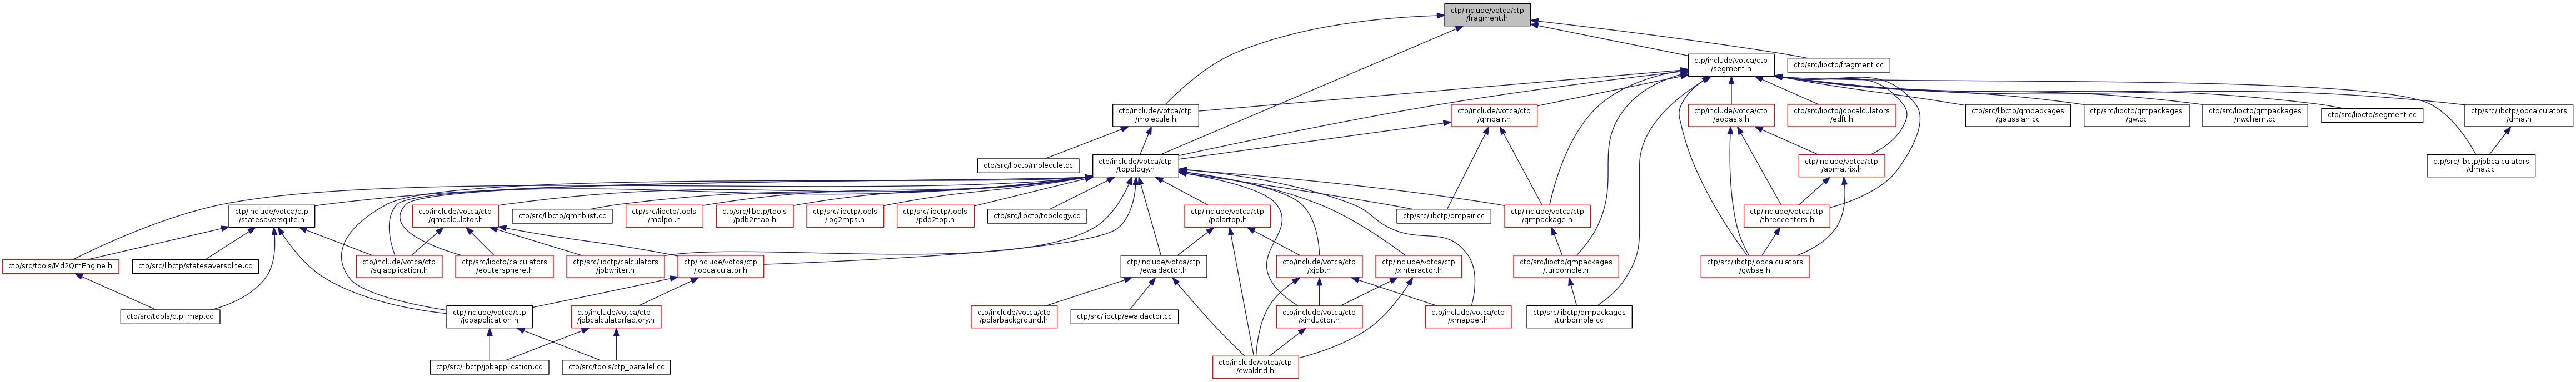 ctp/include/votca/ctp
/fragment.h
ctp/include/votca/ctp
/segment.h
ctp/src/libctp/fragment.cc
ctp/include/votca/ctp
/molecule.h
ctp/include/votca/ctp
/qmpair.h
ctp/include/votca/ctp
/aobasis.h
ctp/src/libctp/jobcalculators
/edft.h
ctp/src/libctp/qmpackages
/gaussian.cc
ctp/src/libctp/qmpackages
/gw.cc
ctp/src/libctp/qmpackages
/nwchem.cc
ctp/src/libctp/segment.cc
ctp/src/libctp/jobcalculators
/dma.h
ctp/src/libctp/molecule.cc
ctp/include/votca/ctp
/topology.h
ctp/include/votca/ctp
/aomatrix.h
ctp/src/libctp/jobcalculators
/dma.cc
ctp/include/votca/ctp
/statesaversqlite.h
ctp/include/votca/ctp
/qmcalculator.h
ctp/src/libctp/qmnblist.cc
ctp/src/libctp/tools
/molpol.cc
ctp/src/libctp/tools
/pdb2map.h
ctp/src/libctp/tools
/log2mps.h
ctp/src/libctp/tools
/pdb2top.h
ctp/src/libctp/topology.cc
ctp/include/votca/ctp
/polartop.h
ctp/src/libctp/qmpair.cc
ctp/include/votca/ctp
/qmpackage.h
ctp/include/votca/ctp
/threecenters.h
ctp/src/tools/Md2QmEngine.h
ctp/src/libctp/statesaversqlite.cc
ctp/include/votca/ctp
/sqlapplication.h
ctp/src/libctp/calculators
/eoutersphere.h
ctp/src/libctp/calculators
/jobwriter.h
ctp/include/votca/ctp
/jobcalculator.h
ctp/include/votca/ctp
/ewaldactor.h
ctp/include/votca/ctp
/xjob.h
ctp/include/votca/ctp
/xinteractor.h
ctp/src/libctp/qmpackages
/turbomole.h
ctp/src/libctp/jobcalculators
/gwbse.h
ctp/src/tools/ctp_map.cc
ctp/include/votca/ctp
/jobapplication.h
ctp/include/votca/ctp
/jobcalculatorfactory.h
ctp/include/votca/ctp
/polarbackground.h
ctp/src/libctp/ewaldactor.cc
ctp/include/votca/ctp
/xinductor.h
ctp/include/votca/ctp
/xmapper.h
ctp/src/libctp/qmpackages
/turbomole.cc
ctp/src/libctp/jobapplication.cc
ctp/src/tools/ctp_parallel.cc
ctp/include/votca/ctp
/ewaldnd.h